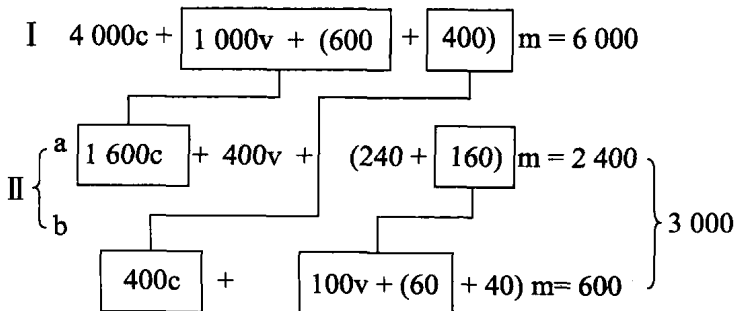 I 4 000c + 1 000v + (600 + 400) m = 6 000
a 1 600c + 400v + (240 + 160) m = 2 400
II
b
3 000
400c + 100v + (60 + 40) m= 600